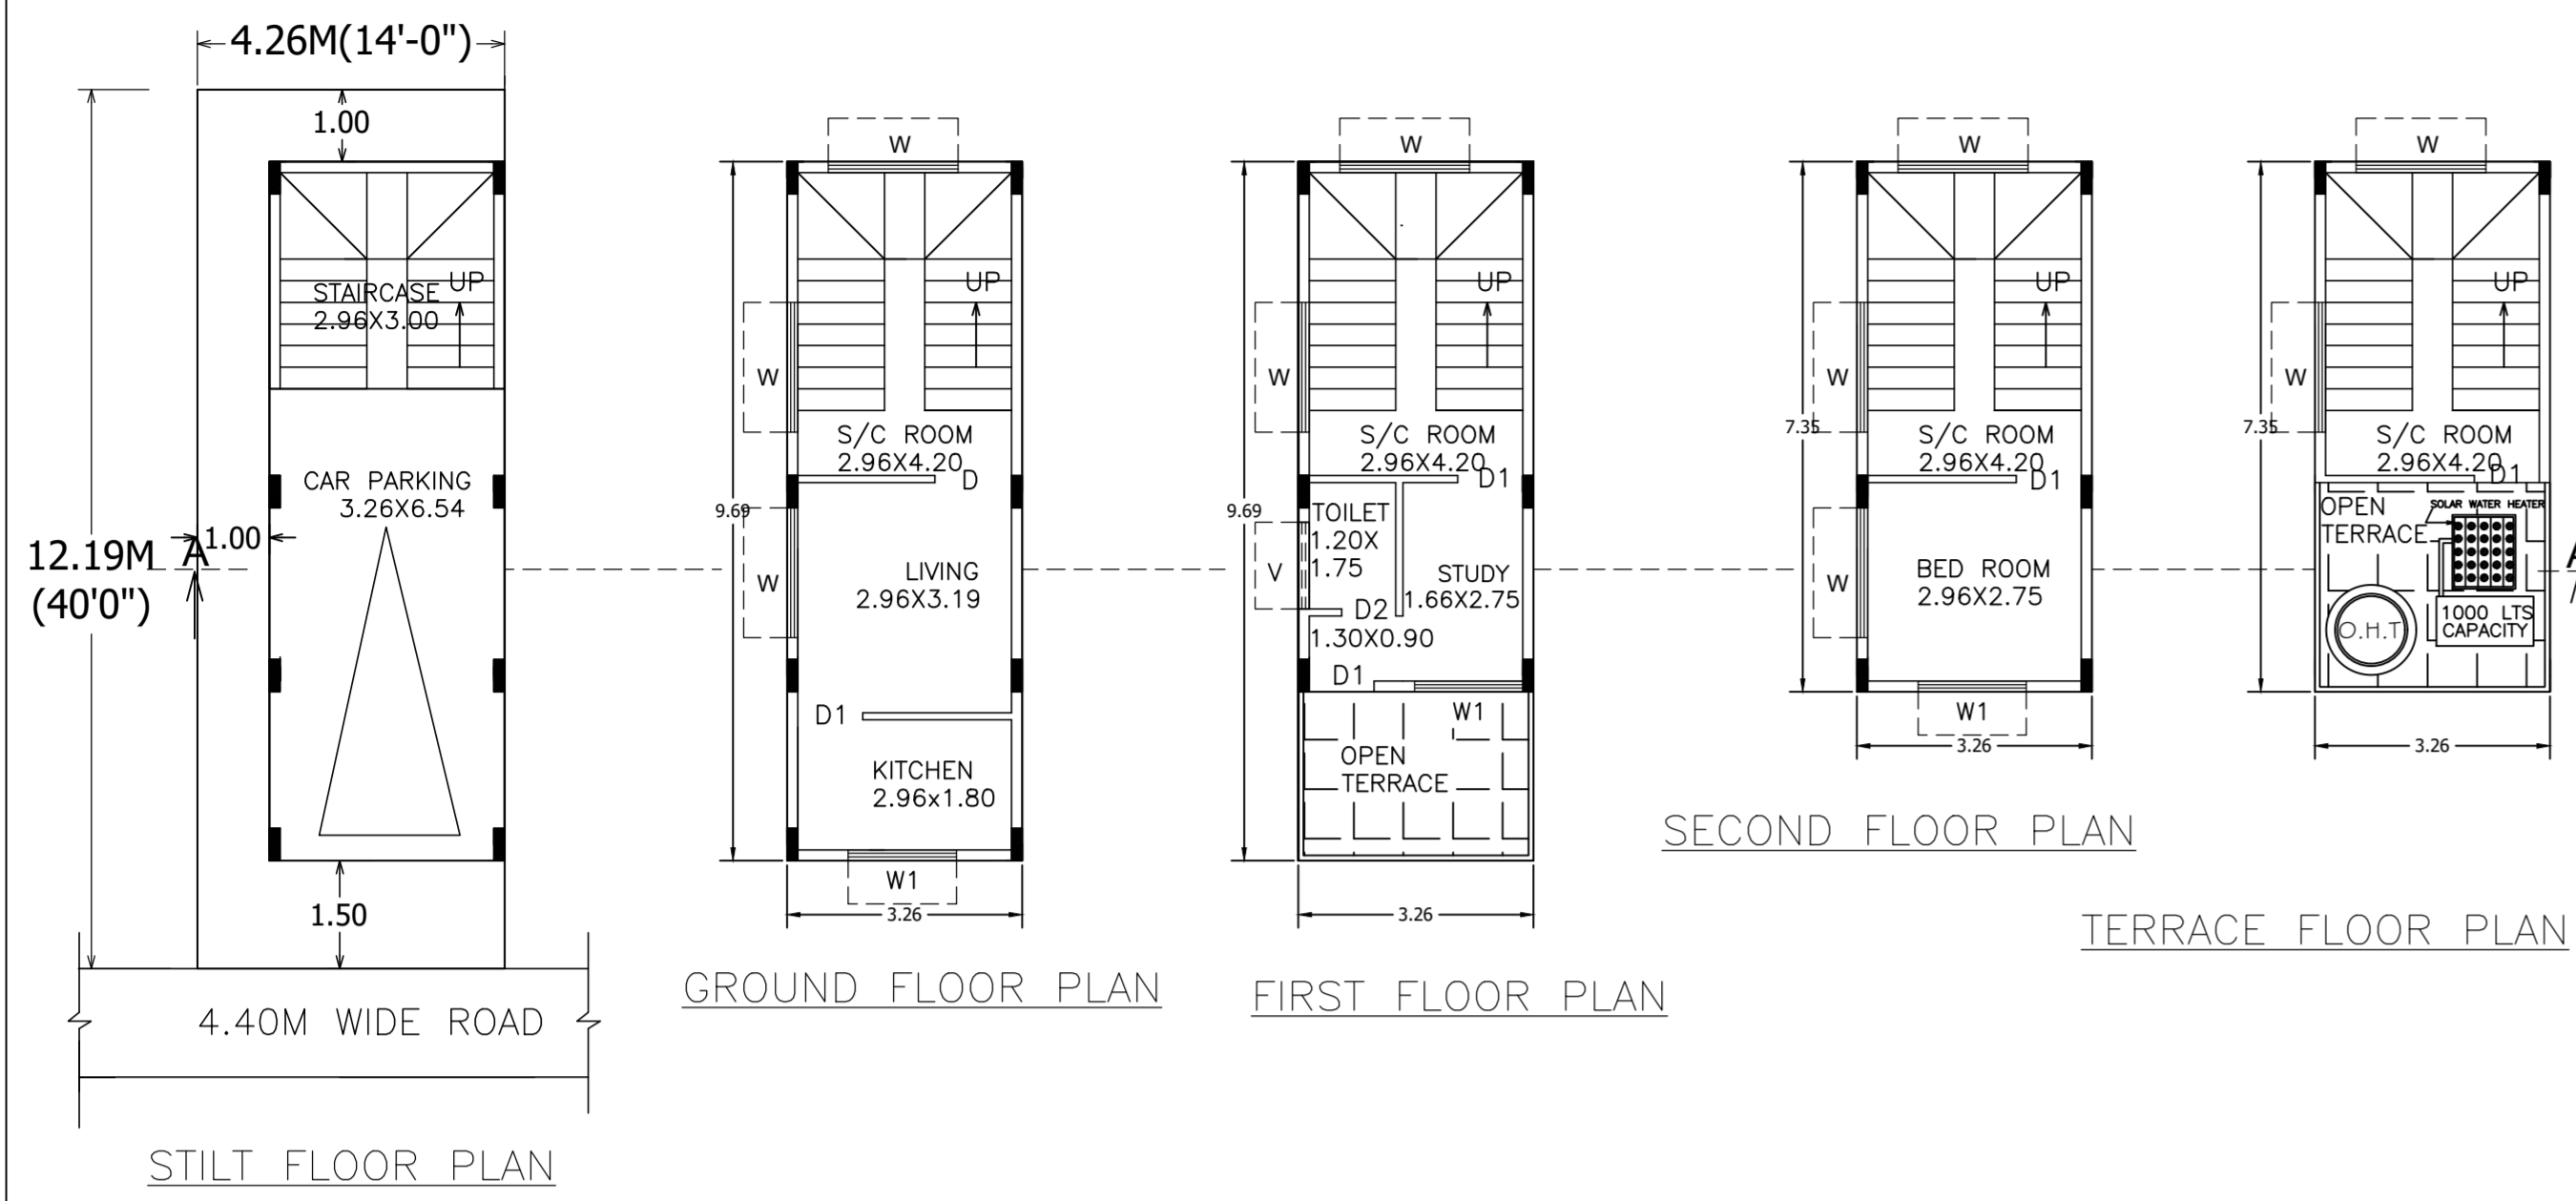 4.26M(14'-0")
1.00
STAIRCASE
2.96X3.00
UP
CAR PARKING
3.26X6.54
1.00
A
12.19M
(40'0")
1.50
4.40M WIDE ROAD
STILT FLOOR PLAN
W
UP
W
S/C ROOM
2.96X4.20
D
9.69
W
LIVING
2.96X3.19
D1
KITCHEN
2.96x1.80
W1
3.26
GROUND FLOOR PLAN
W
UP
W
S/C ROOM
2.96X4.20
D1
9.69
TOILET
1.20X
1.75
V
STUDY
1.66X2.75
D2
1.30X0.90
D1
W1
OPEN
TERRACE
3.26
FIRST FLOOR PLAN
W
UP
W
7.35
S/C ROOM
2.96X4.20
D1
W
BED ROOM
2.96X2.75
W1
3.26
SECOND FLOOR PLAN
W
UP
W
7.35
S/C ROOM
2.96X4.20
D1
OPEN
TERRACE
SOLAR WATER HEATER
A
O.H.T
1000 LTS
CAPACITY
3.26
TERRACE FLOOR PLAN